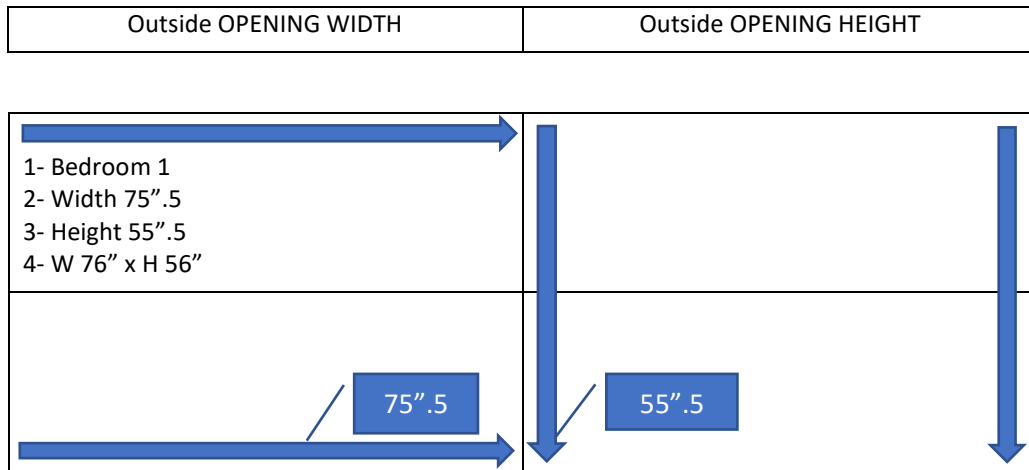 Outside OPENING WIDTH
Outside OPENING HEIGHT
1- Bedroom 1
2- Width 75”.5
3- Height 55”.5
4- W 76” x H 56”
75”.5
55”.5